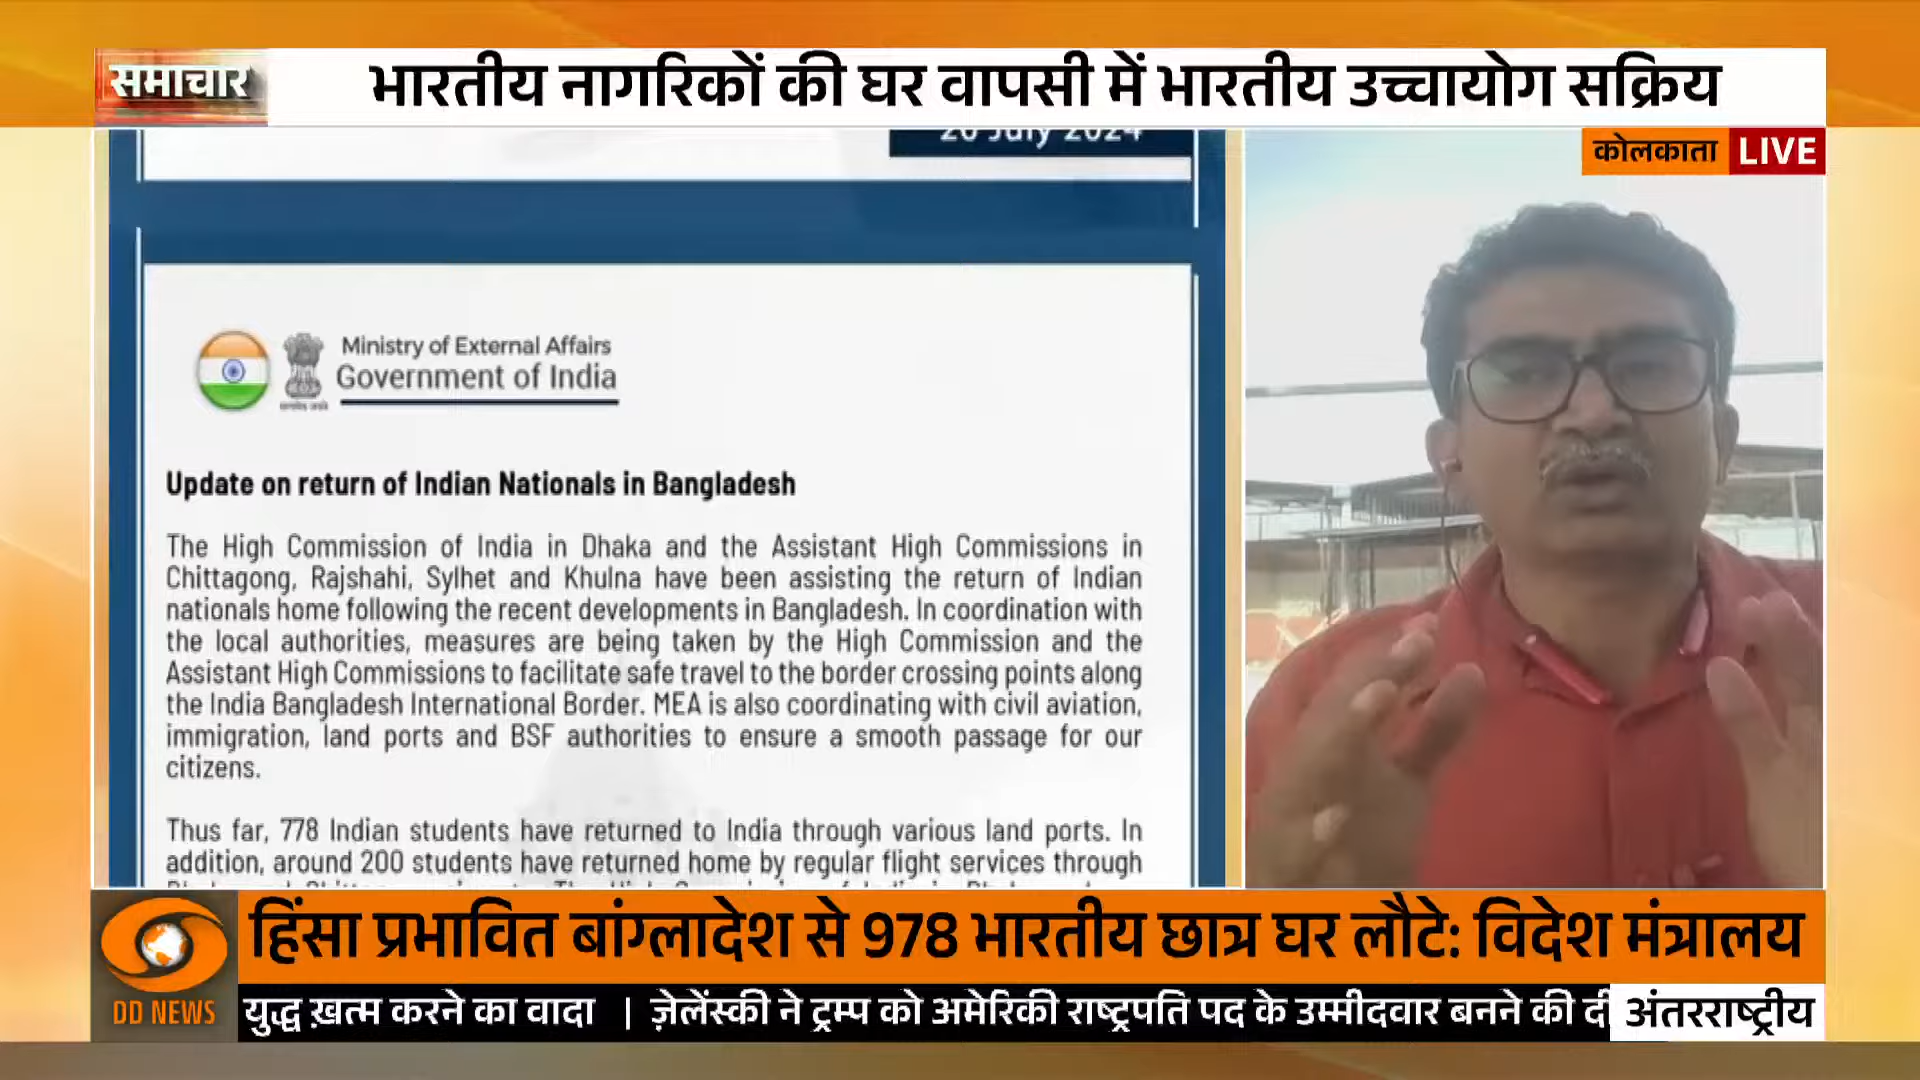 समाचार
भारतीय नागरिकों की घर वापसी में भारतीय उच्चायोग सक्रिय
20 July 2024
कोलकाता LIVE
Ministry of External Affairs
Government of India
Update on return of Indian Nationals in Bangladesh
The High Commission of India in Dhaka and the Assistant High Commissions in
Chittagong, Rajshahi, Sylhet and Khulna have been assisting the return of Indian
nationals home following the recent developments in Bangladesh. In coordination with
the local authorities, measures are being taken by the High Commission and the
Assistant High Commissions to facilitate safe travel to the border crossing points along
the India Bangladesh International Border. MEA is also coordinating with civil aviation,
immigration, land ports and BSF authorities to ensure a smooth passage for our
citizens.
Thus far, 778 Indian students have returned to India through various land ports. In
addition, around 200 students have returned home by regular flight services through
हिंसा प्रभावित बांग्लादेश से 978 भारतीय छात्र घर लौटे: विदेश मंत्रालय
DD NEWS
युद्ध ख़त्म करने का वादा | ज़ेलेंस्की ने ट्रम्प को अमेरिकी राष्ट्रपति पद के उम्मीदवार बनने की दी
अंतरराष्ट्रीय